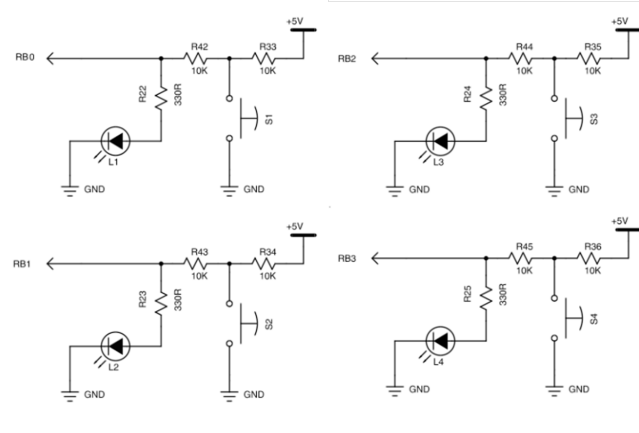 +5V
RB0
R42
R33
10K
10K
R22
330R
S1
L1
GND
GND
+5V
RB2
R44
R35
10K
10K
R24
330R
S3
L3
GND
GND
+5V
RB1
R43
R34
10K
10K
R23
330R
S2
L2
GND
GND
+5V
RB3
R45
R36
10K
10K
R25
330R
S4
L4
GND
GND